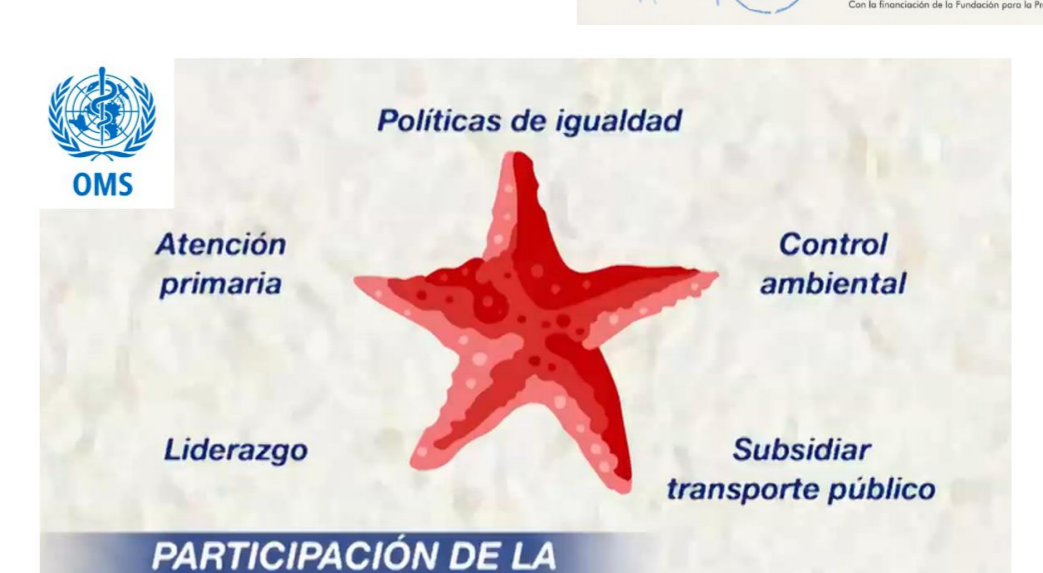 Con la financiación de la Fundación para la Pr
OMS
Políticas de igualdad
Atención
primaria
Control
ambiental
Liderazgo
Subsidiar
transporte público
PARTICIPACIÓN DE LA